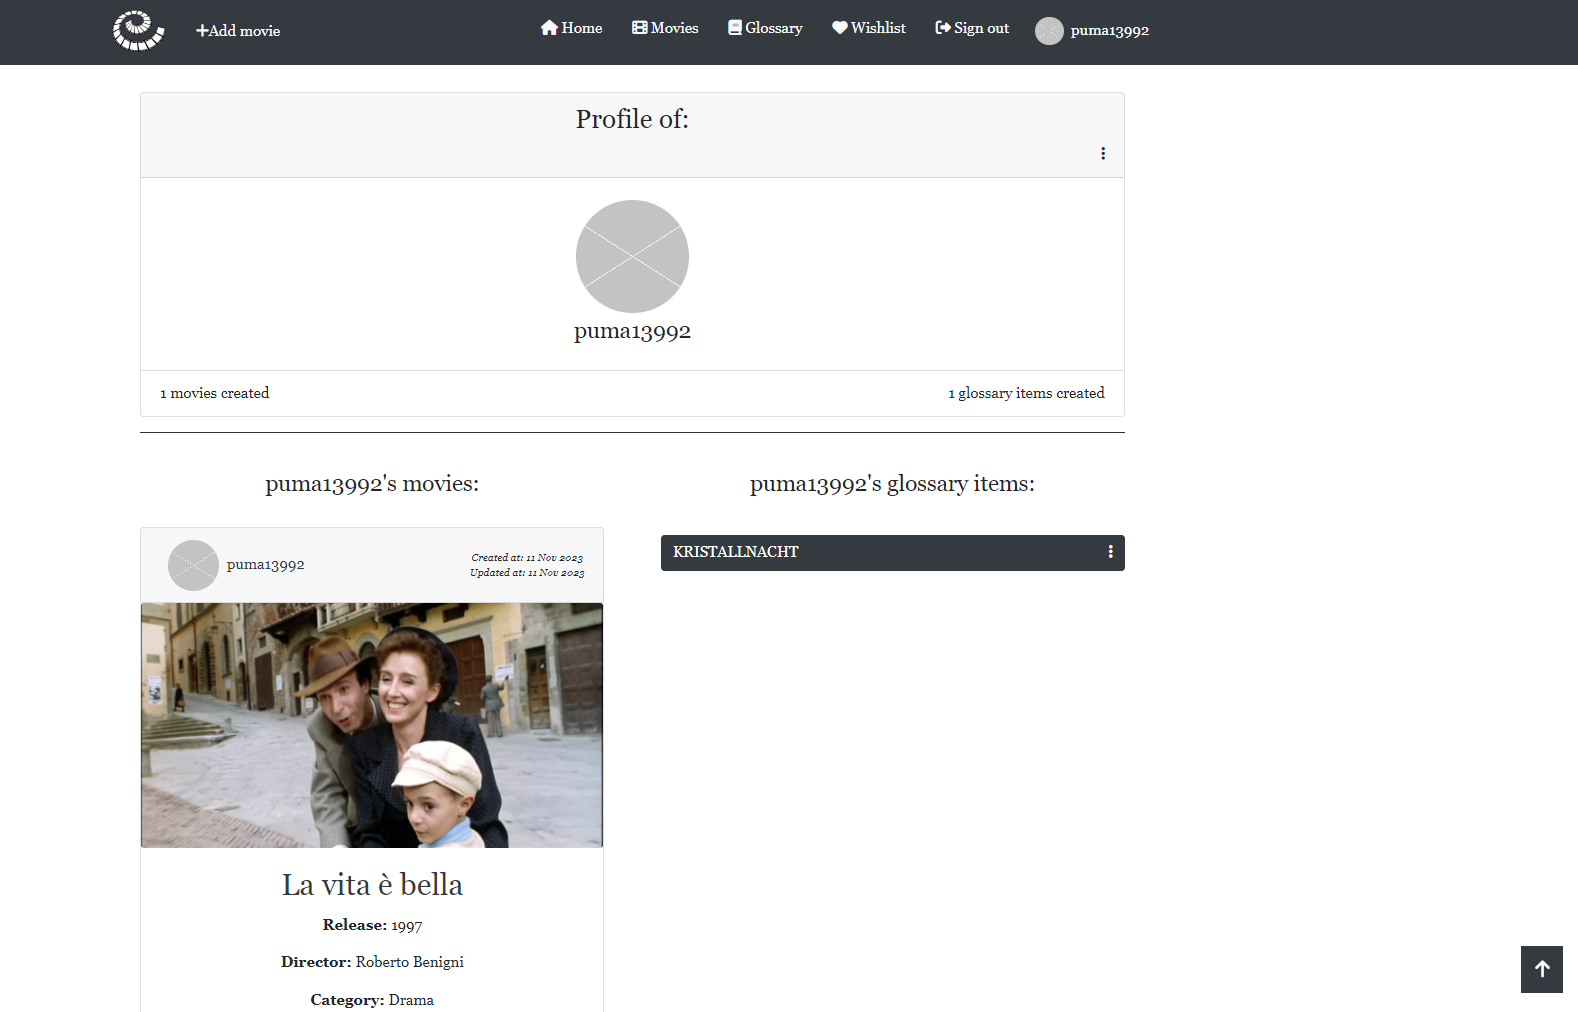 Add movie
Home
Movies
Glossary
Wishlist
Sign out
puma13992
Profile of:
puma13992
1 movies created
1 glossary items created
puma13992's movies:
puma13992's glossary items:
puma13992
Created at: 11 Nov 2023
Updated at: 11 Nov 2023
KRISTALLNACHT
La vita è bella
Release: 1997
Director: Roberto Benigni
Category: Drama